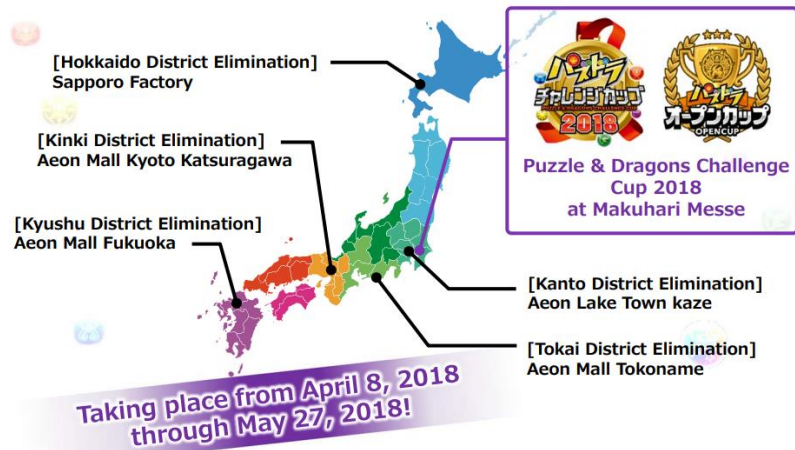 [Hokkaido District Elimination]
Sapporo Factory
[Kinki District Elimination]
Aeon Mall Kyoto Katsuragawa
[Kyushu District Elimination]
Aeon Mall Fukuoka
パズドラ
チャレンジカップ
2018
パズドラ
オープンカップ
OPENCUP
Puzzle & Dragons Challenge
Cup 2018
at Makuhari Messe
[Kanto District Elimination]
Aeon Lake Town kaze
[Tokai District Elimination]
Aeon Mall Tokoname
Taking place from April 8, 2018
through May 27, 2018!